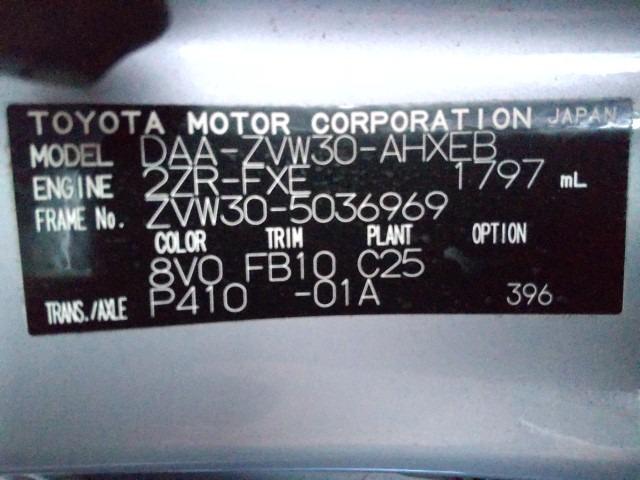 TOYOTA MOTOR CORPORATION JAPAN
MODEL DAA-ZVW30-AHXEB
ENGINE 2ZR-FXE 1797 mL
FRAME No. ZVW30-5036969
COLOR TRIM PLANT OPTION
8V0 FB10 C25
TRANS./AXLE P410 -01A 396